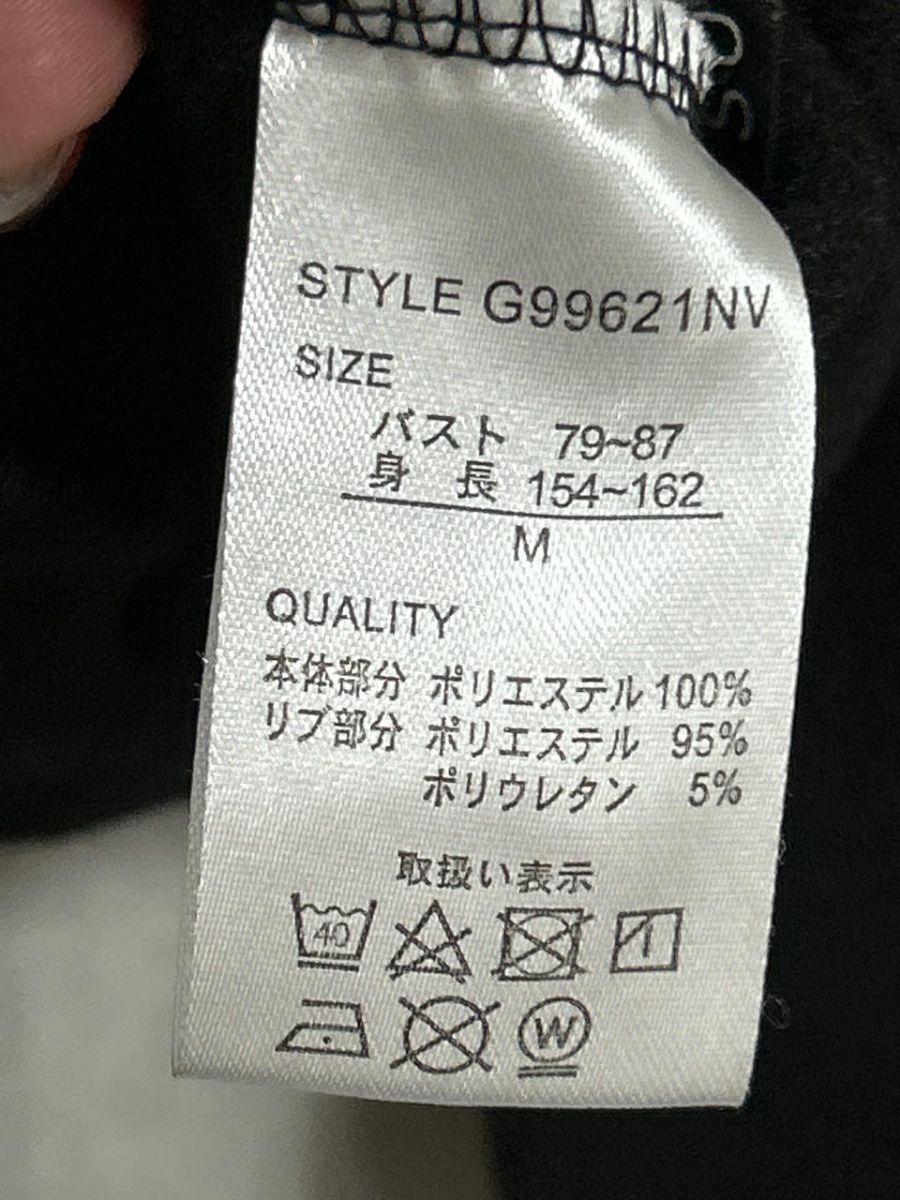 STYLE G99621NV
SIZE
バスト 79~87
身 長 154~162
M
QUALITY
本体部分 ポリエステル 100%
リブ部分 ポリエステル 95%
ポリウレタン 5%
取扱い表示
40
W